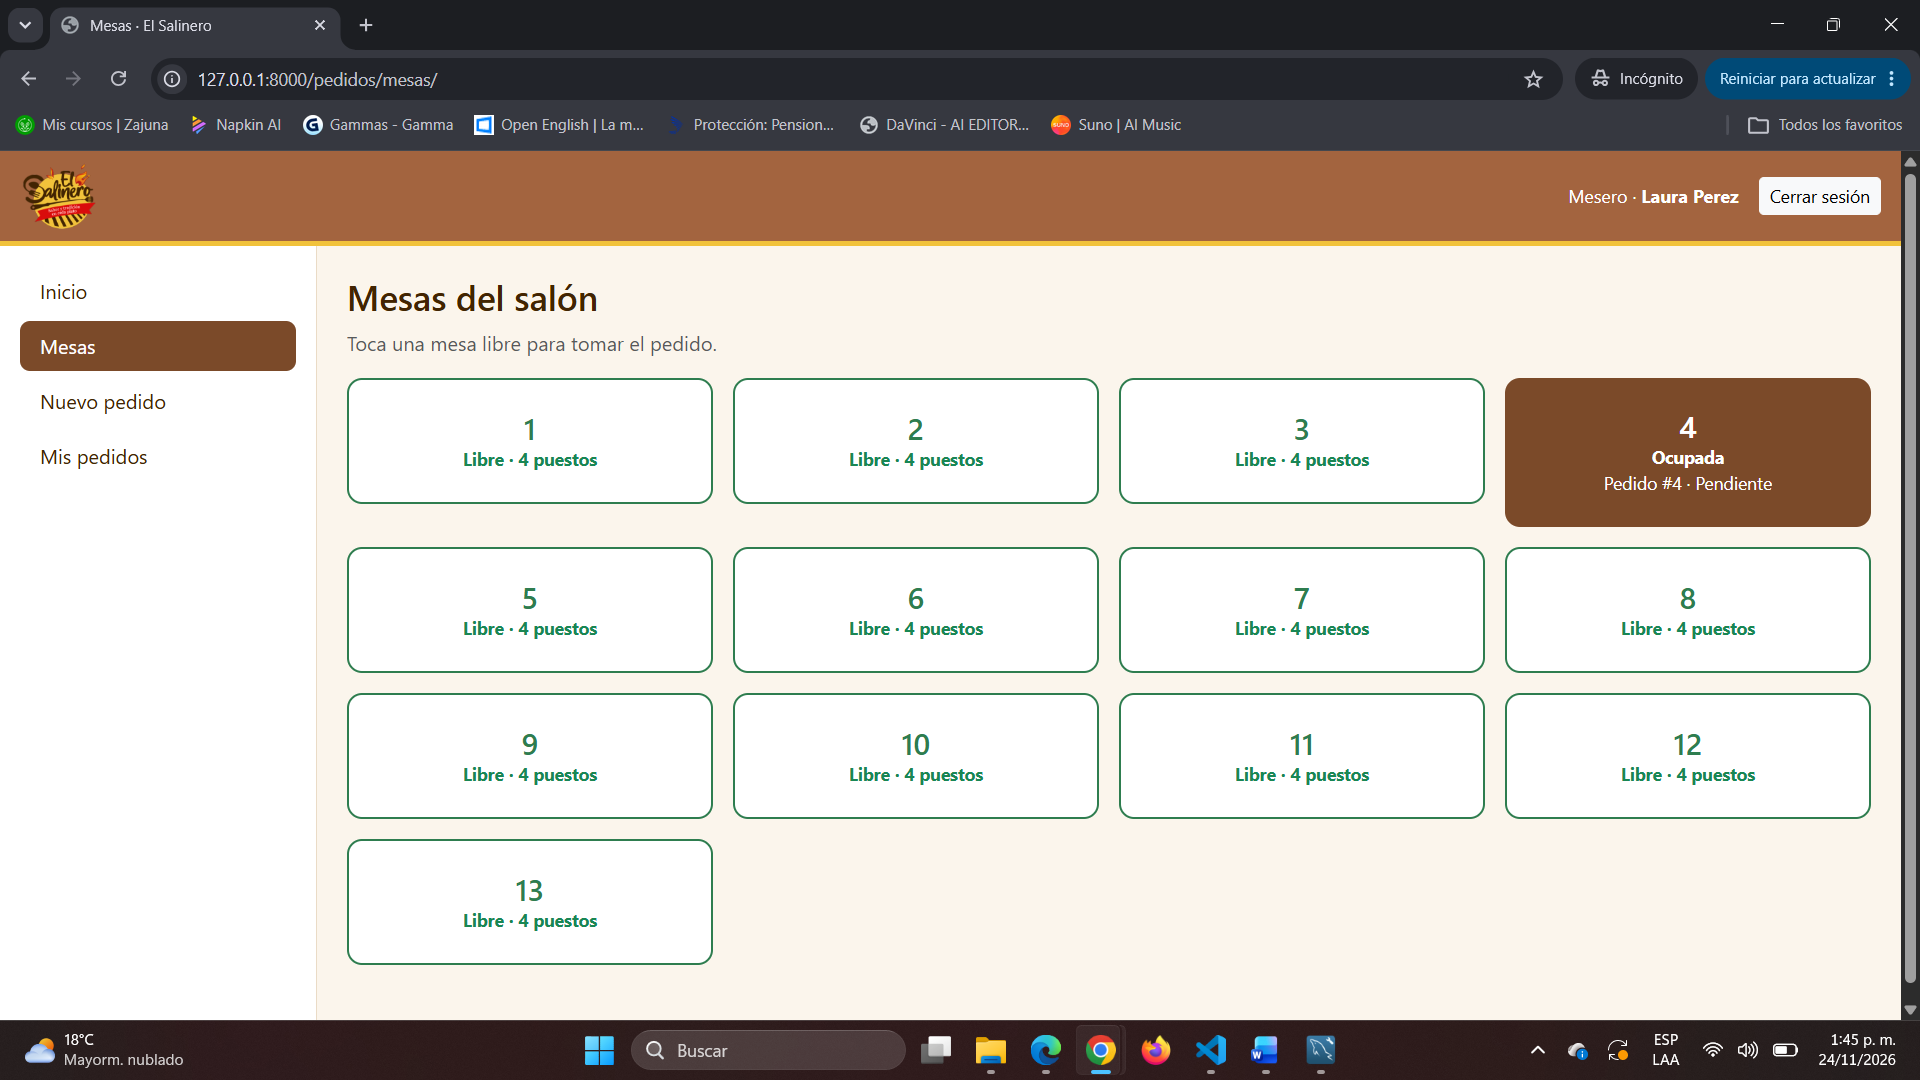 Mesas · El Salinero
127.0.0.1:8000/pedidos/mesas/
Incógnito
Reiniciar para actualizar
Mis cursos | Zajuna
Napkin AI
Gammas - Gamma
Open English | La m...
Protección: Pension...
DaVinci - AI EDITOR...
Suno | AI Music
Todos los favoritos
El Salinero
Mesero · Laura Perez
Cerrar sesión
Inicio
Mesas
Nuevo pedido
Mis pedidos
Mesas del salón
Toca una mesa libre para tomar el pedido.
1
Libre · 4 puestos
2
Libre · 4 puestos
3
Libre · 4 puestos
4
Ocupada
Pedido #4 · Pendiente
5
Libre · 4 puestos
6
Libre · 4 puestos
7
Libre · 4 puestos
8
Libre · 4 puestos
9
Libre · 4 puestos
10
Libre · 4 puestos
11
Libre · 4 puestos
12
Libre · 4 puestos
13
Libre · 4 puestos
18°C
Mayorm. nublado
Buscar
ESP
LAA
1:45 p. m.
24/11/2026